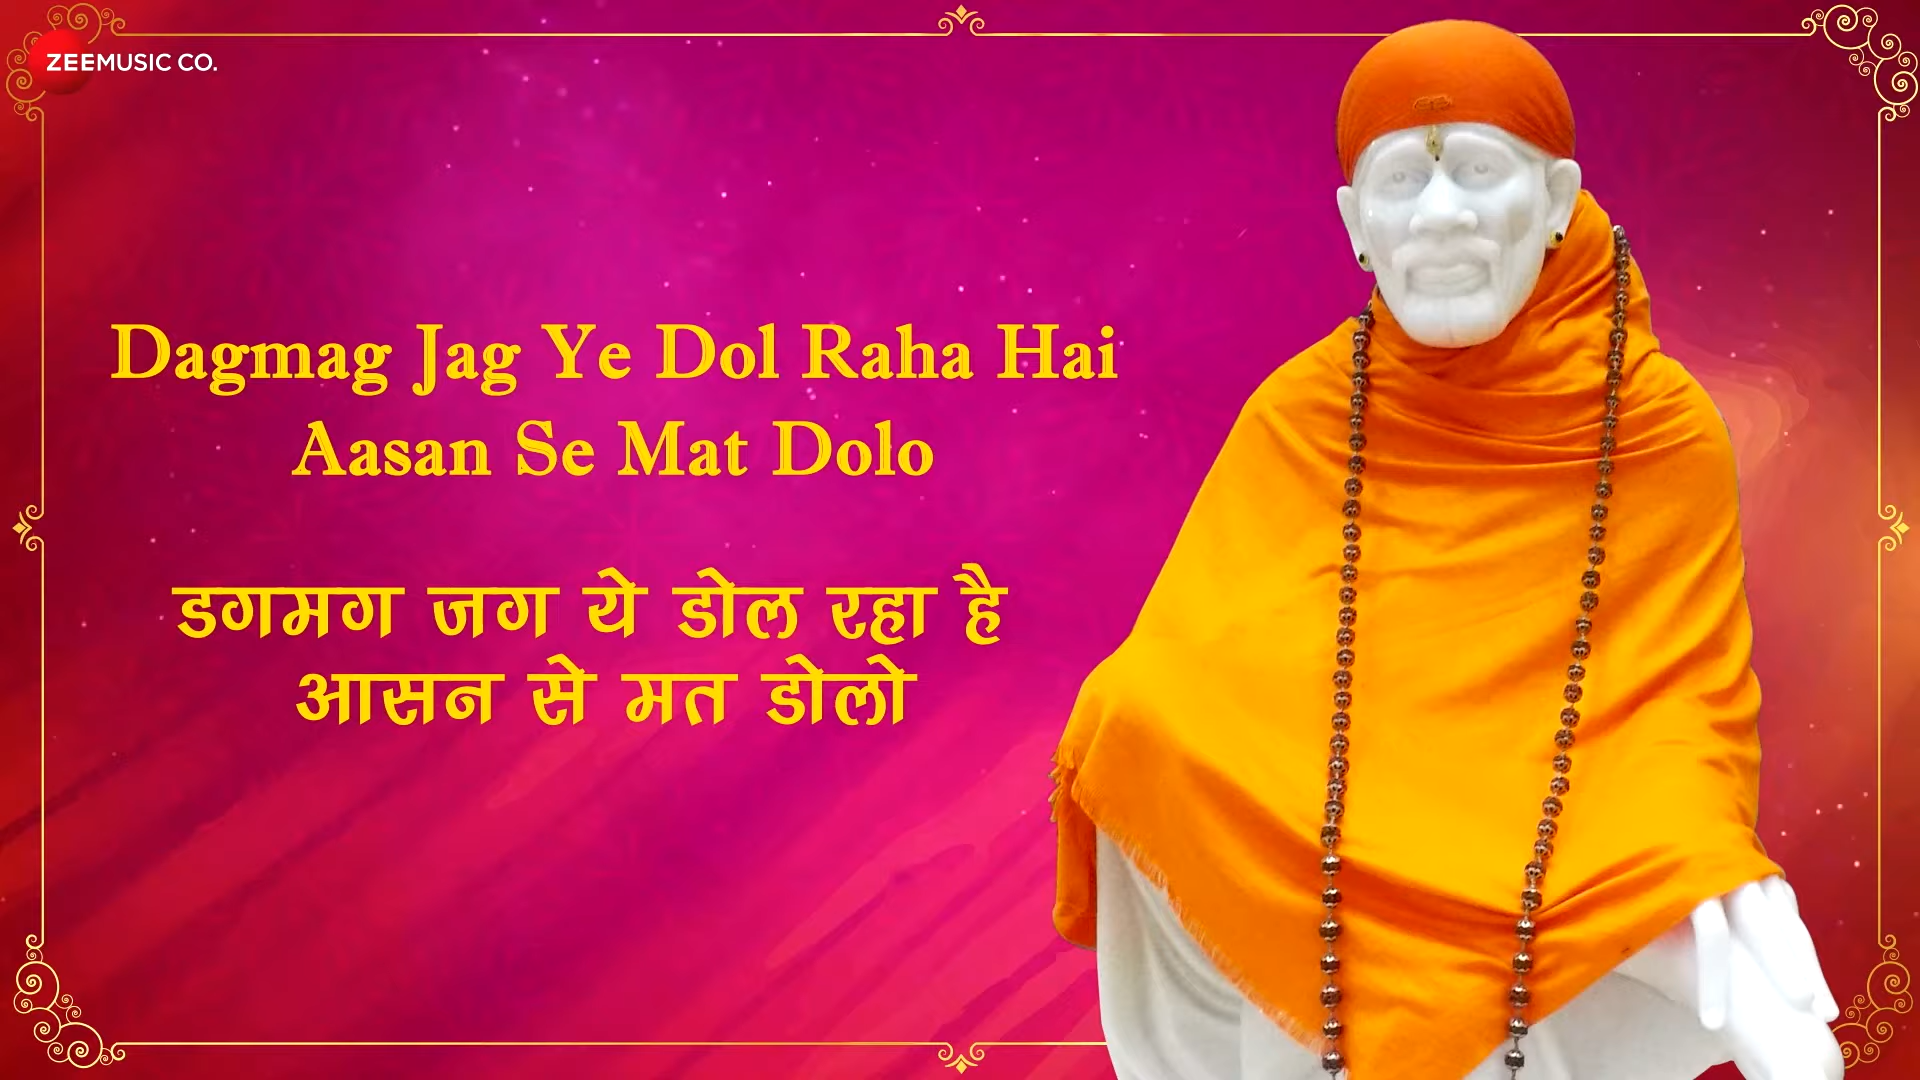 ZEEMUSIC CO.
Dagmag Jag Ye Dol Raha Hai
Aasan Se Mat Dolo
डगमग जग ये डोल रहा है
आसन से मत डोलो